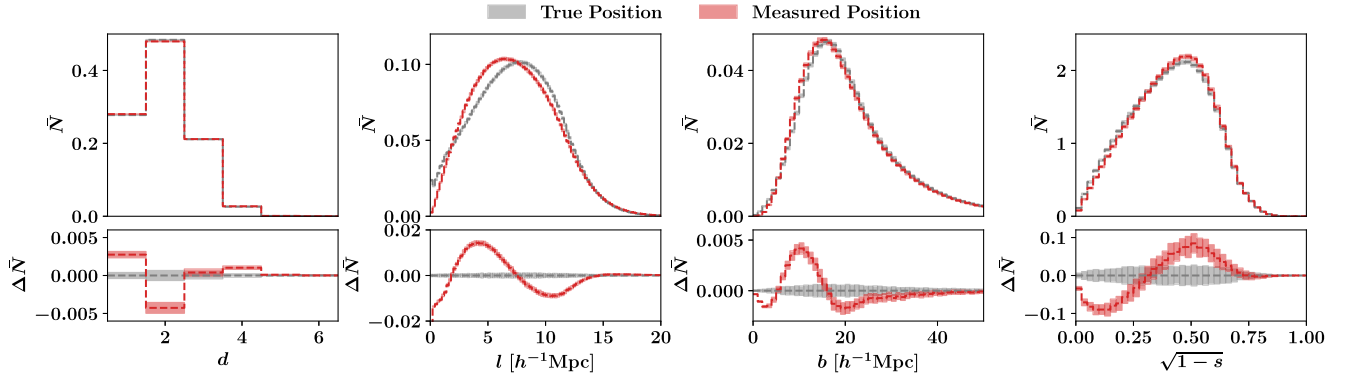 True Position Measured Position
N̄ 0.4 0.2 0.0
N̄ 0.10 0.05 0.00
N̄ 0.04 0.02 0.00
N̄ 2 1 0
ΔN̄ 0.005 0.000 −0.005
2 4 6
d
ΔN̄ 0.02 0.00 −0.02
0 5 10 15 20
l [h⁻¹Mpc]
ΔN̄ 0.005 0.000
0 20 40
b [h⁻¹Mpc]
ΔN̄ 0.1 0.0 −0.1
0.00 0.25 0.50 0.75 1.00
√1 − s